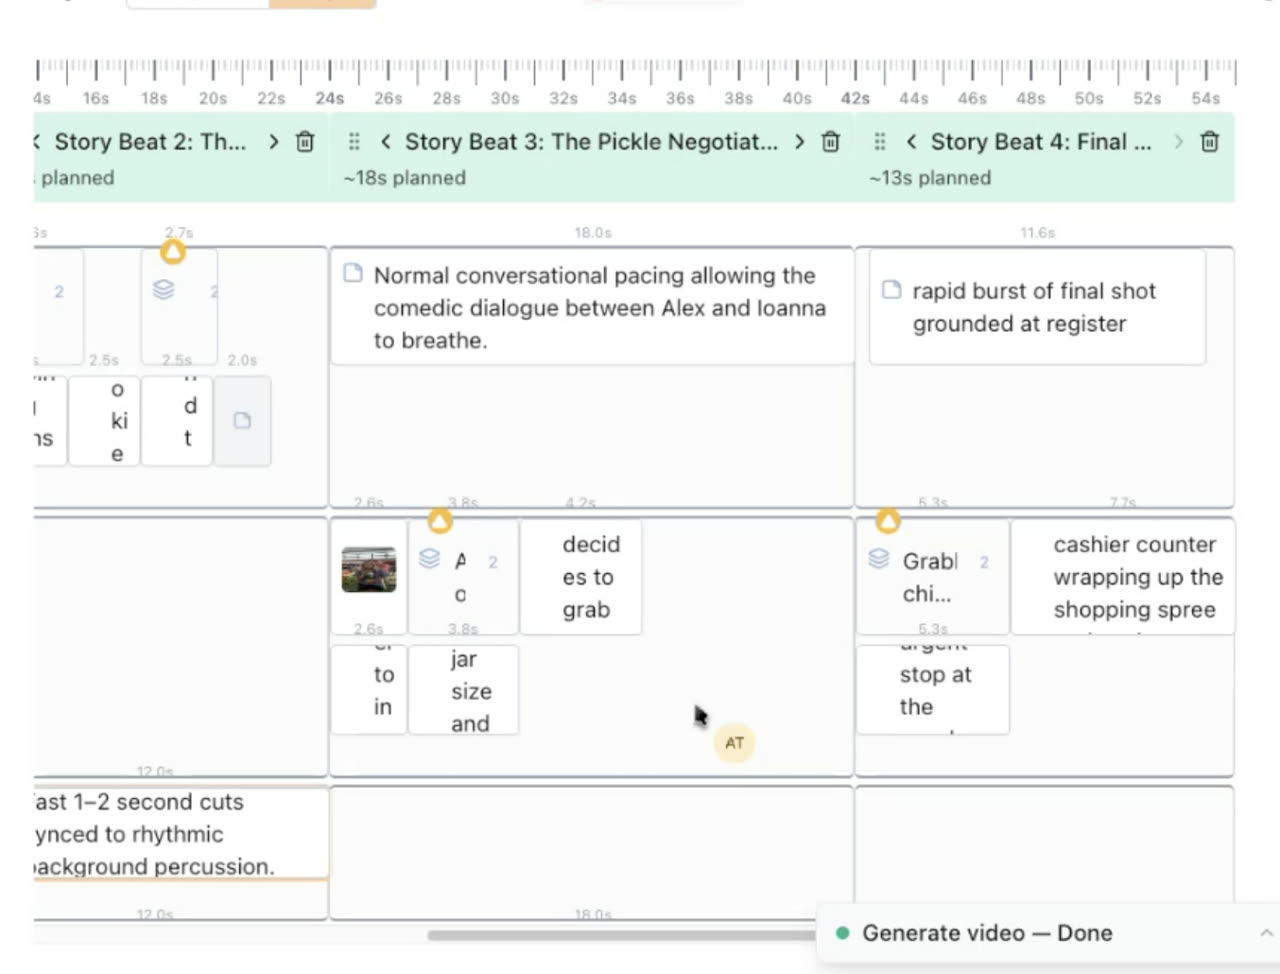 4s 16s 18s 20s 22s 24s 26s 28s 30s 32s 34s 36s 38s 40s 42s 44s 46s 48s 50s 52s 54s
Story Beat 2: Th...
planned
Story Beat 3: The Pickle Negotiat...
~18s planned
Story Beat 4: Final ...
~13s planned
2.7s
18.0s
11.6s
2
2
Normal conversational pacing allowing the
comedic dialogue between Alex and Ioanna
to breathe.
rapid burst of final shot
grounded at register
2.5s
2.5s
2.0s
o
ki
e
d
t
2.6s
3.8s
4.2s
5.3s
7.7s
A
c
2
decid
es to
grab
Grab
chi...
2
cashier counter
wrapping up the
shopping spree
2.6s
3.8s
5.3s
to
in
jar
size
and
urgent
stop at
the
AT
12.0s
fast 1–2 second cuts
ynced to rhythmic
background percussion.
12.0s
18.0s
Generate video — Done